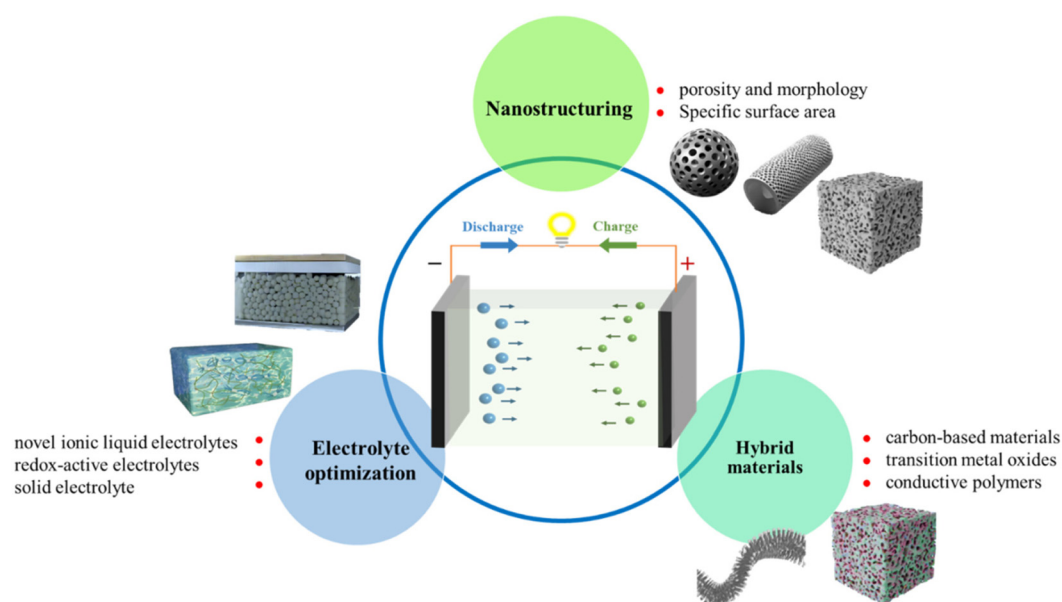 Nanostructuring
porosity and morphology
Specific surface area
Discharge
Charge
−
+
novel ionic liquid electrolytes
redox-active electrolytes
solid electrolyte
Electrolyte
optimization
Hybrid
materials
carbon-based materials
transition metal oxides
conductive polymers